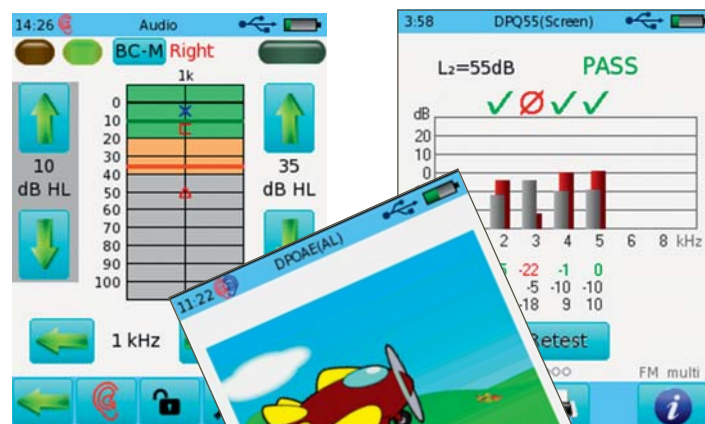 14:26 Audio
BC-M Right
1k
0
10
20
30
40
50
60
70
80
90
100
10
dB HL
35
dB HL
1 kHz
3:58 DPQ55(Screen)
L₂=55dB PASS
dB
20
10
0
2 3 4 5 6 8 kHz
-22 -1 0
-5 -10 -10
-18 9 10
Retest
FM multi
i
11:22 DPOAE(AL)